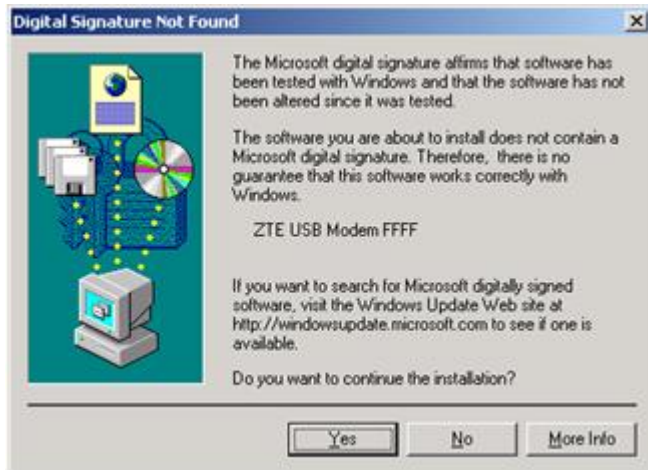 Digital Signature Not Found
The Microsoft digital signature affirms that software has
been tested with Windows and that the software has not
been altered since it was tested.
The software you are about to install does not contain a
Microsoft digital signature. Therefore, there is no
guarantee that this software works correctly with
Windows.
ZTE USB Modem FFFF
If you want to search for Microsoft digitally signed
software, visit the Windows Update Web site at
http://windowsupdate.microsoft.com to see if one is
available.
Do you want to continue the installation?
Yes No More Info